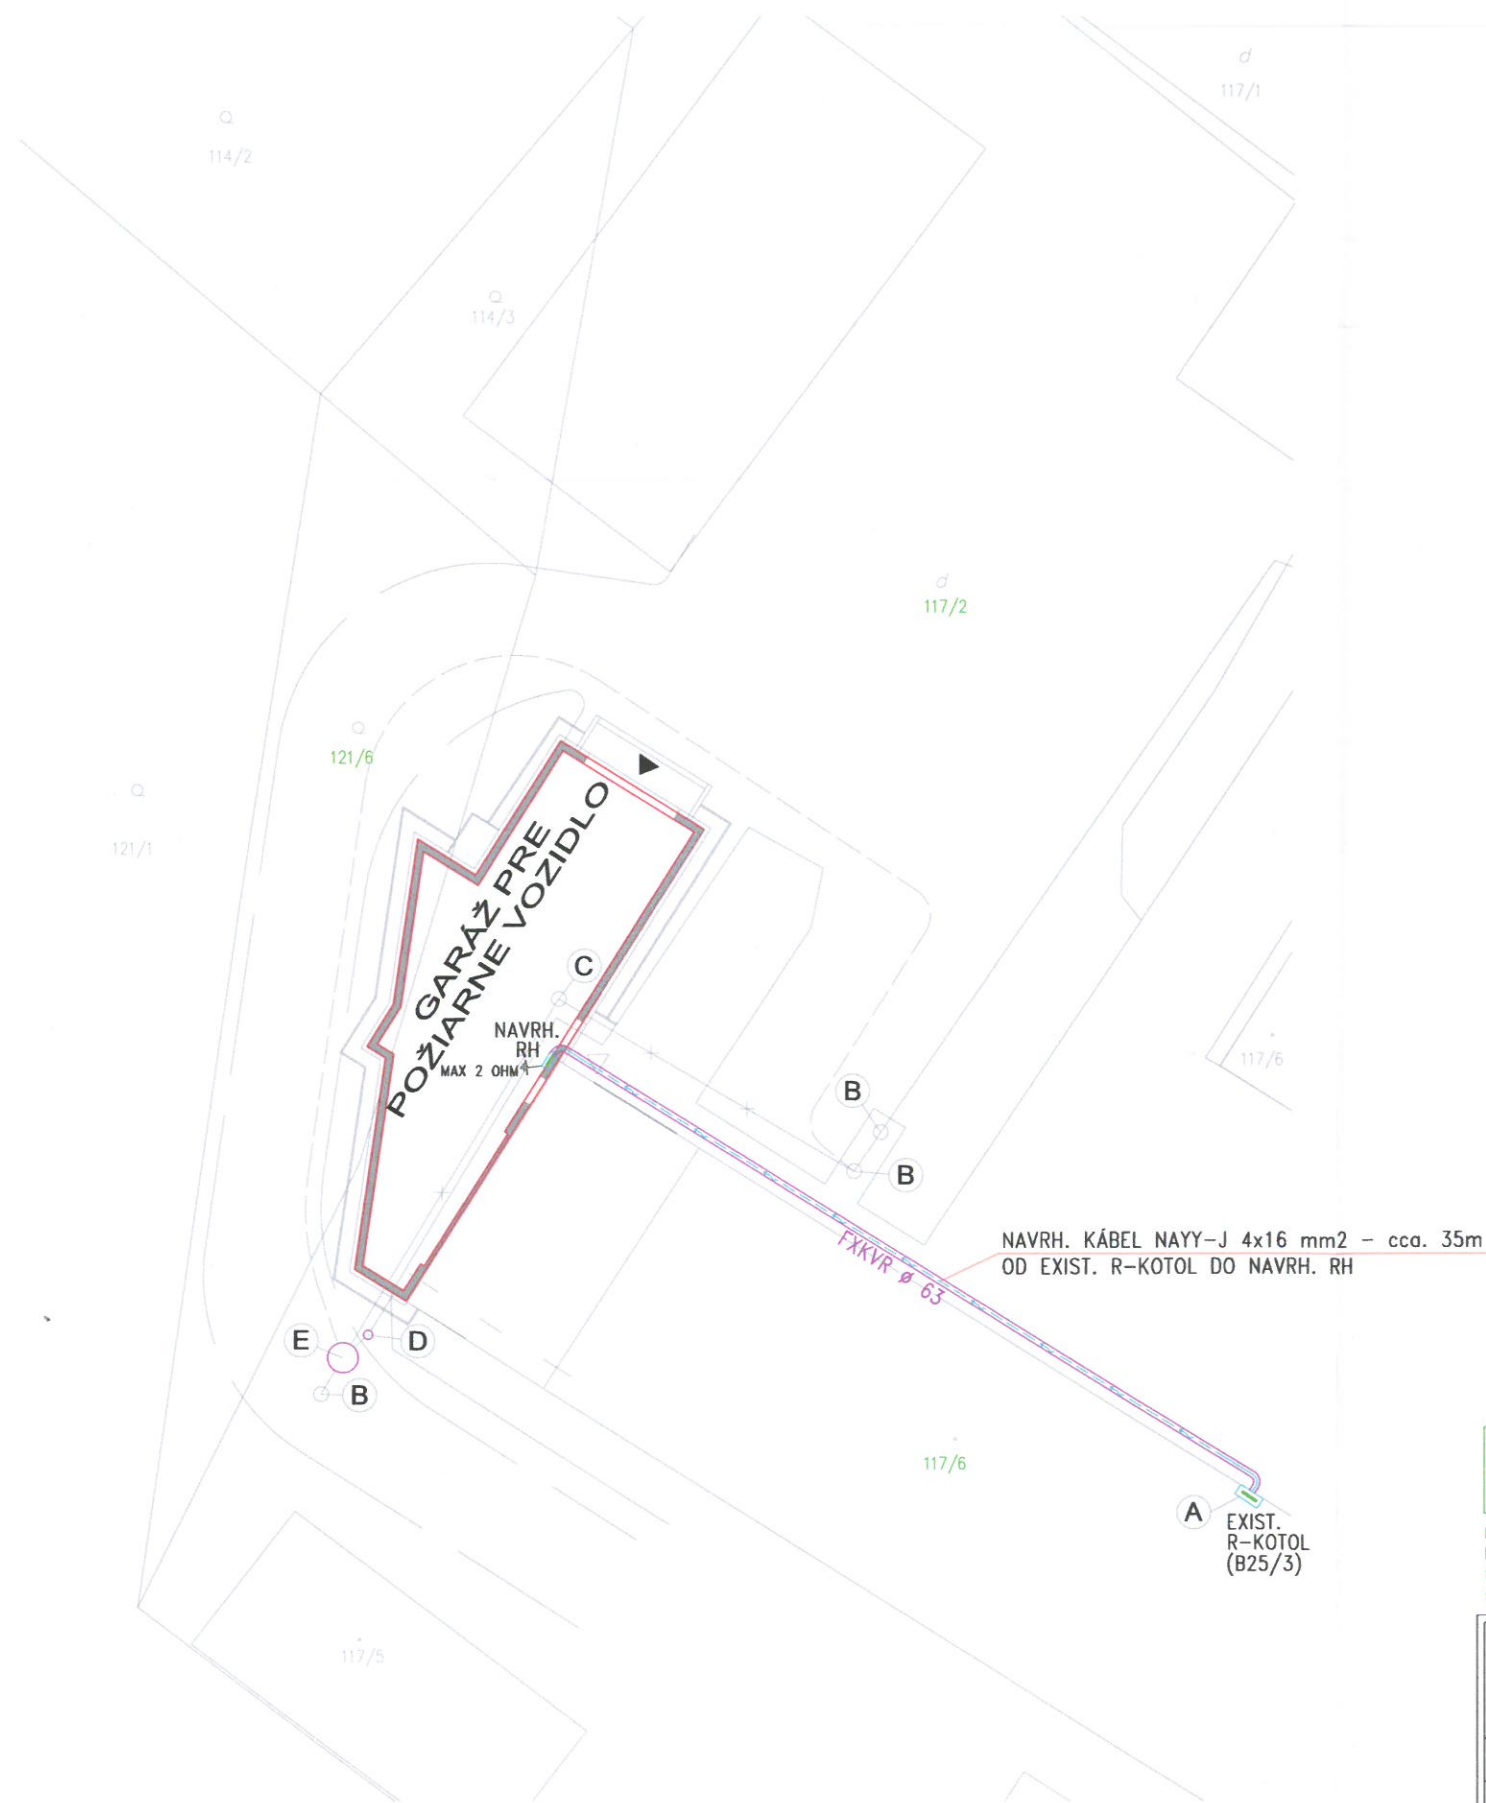 d
117/1
Q
114/2
Q
114/3
d
117/2
Q
121/6
Q
121/1
GARÁŽ PRE
POŽIARNE VOZIDLO
C
NAVRH.
RH
MAX 2 OHM
117/6
B
B
NAVRH. KÁBEL NAYY-J 4x16 mm2 - cca. 35m
OD EXIST. R-KOTOL DO NAVRH. RH
FXKVR ø 63
E
D
B
117/6
A
EXIST.
R-KOTOL
(B25/3)
117/5